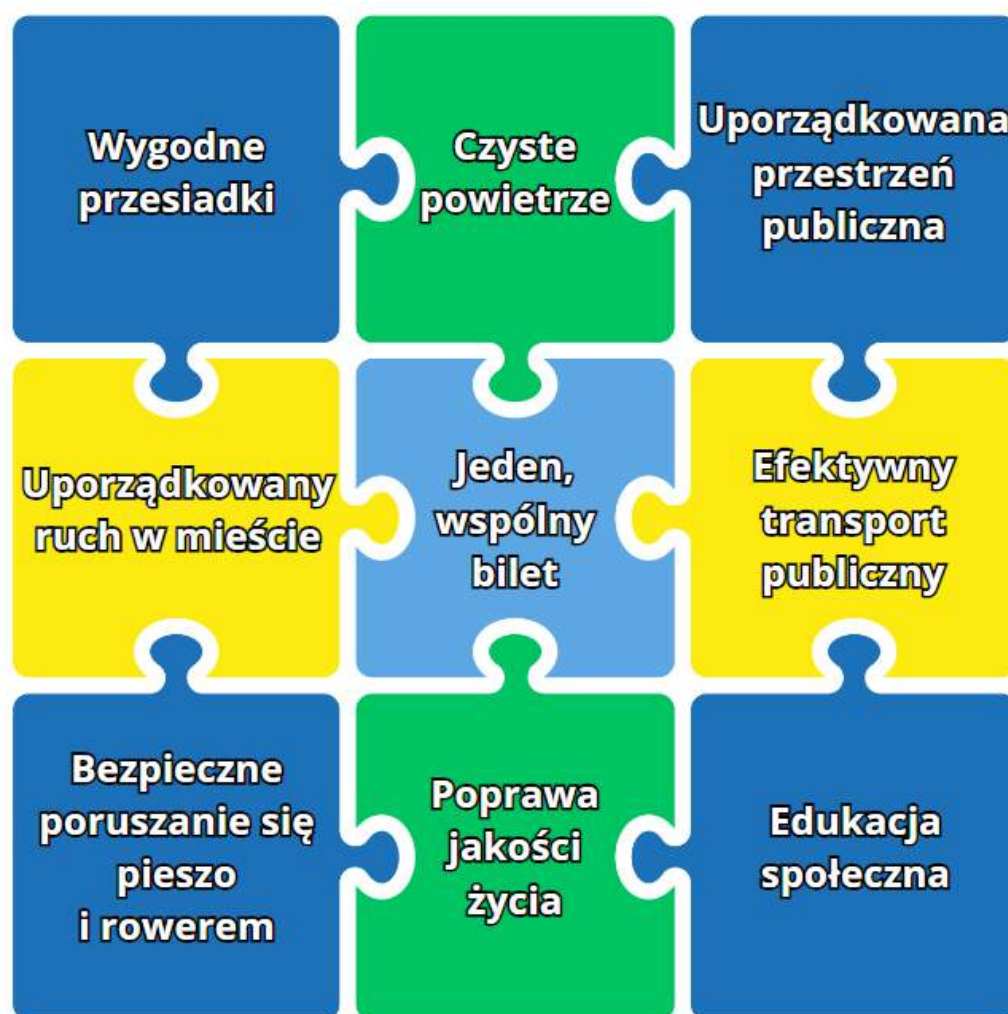 Wygodne
przesiadki
Czyste
powietrze
Uporządkowana
przestrzeń
publiczna
Uporządkowany
ruch w mieście
Jeden,
wspólny
bilet
Efektywny
transport
publiczny
Bezpieczne
poruszanie się
pieszo
i rowerem
Poprawa
jakości
życia
Edukacja
społeczna